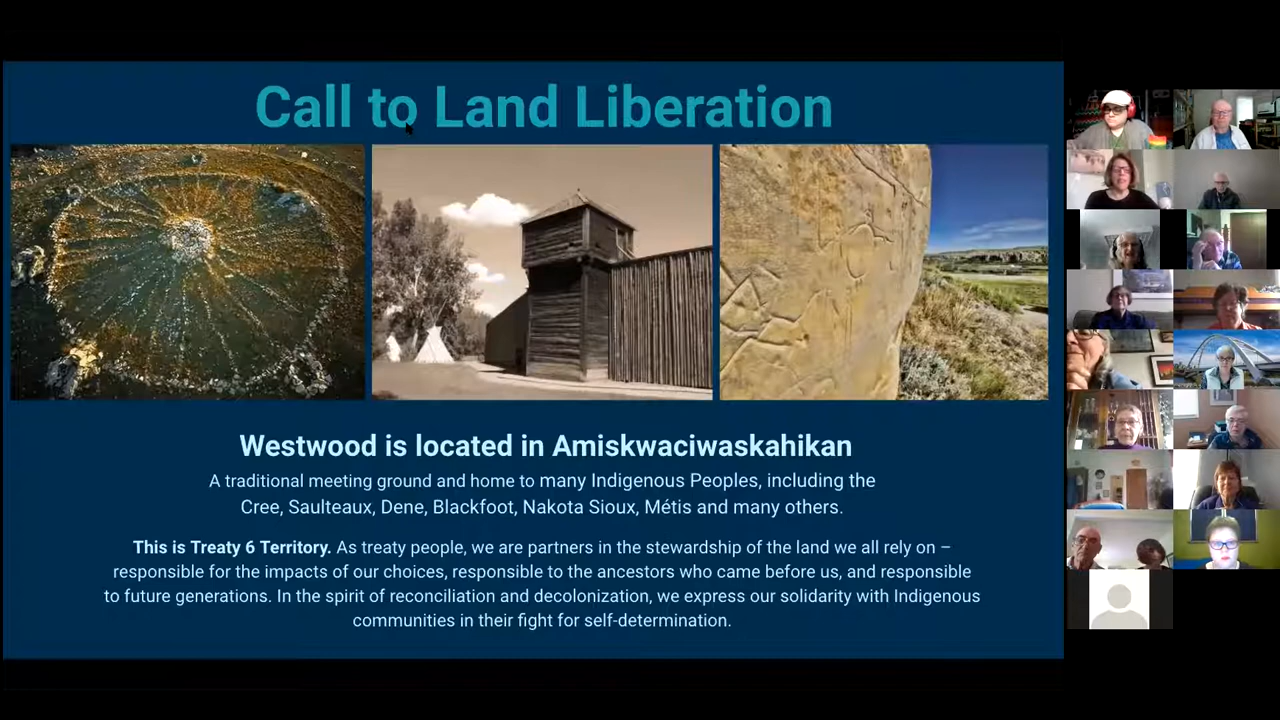 Call to Land Liberation
Westwood is located in Amiskwaciwaskahikan
A traditional meeting ground and home to many Indigenous Peoples, including the
Cree, Saulteaux, Dene, Blackfoot, Nakota Sioux, Métis and many others.
This is Treaty 6 Territory. As treaty people, we are partners in the stewardship of the land we all rely on –
responsible for the impacts of our choices, responsible to the ancestors who came before us, and responsible
to future generations. In the spirit of reconciliation and decolonization, we express our solidarity with Indigenous
communities in their fight for self-determination.